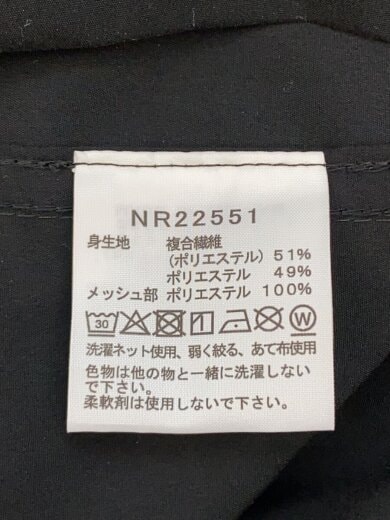 NR22551
身生地 複合繊維
(ポリエステル) 51%
ポリエステル 49%
メッシュ部 ポリエステル 100%
30 W
洗濯ネット使用、弱く絞る、あて布使用
色物は他の物と一緒に洗濯しない
で下さい。
柔軟剤は使用しないで下さい。